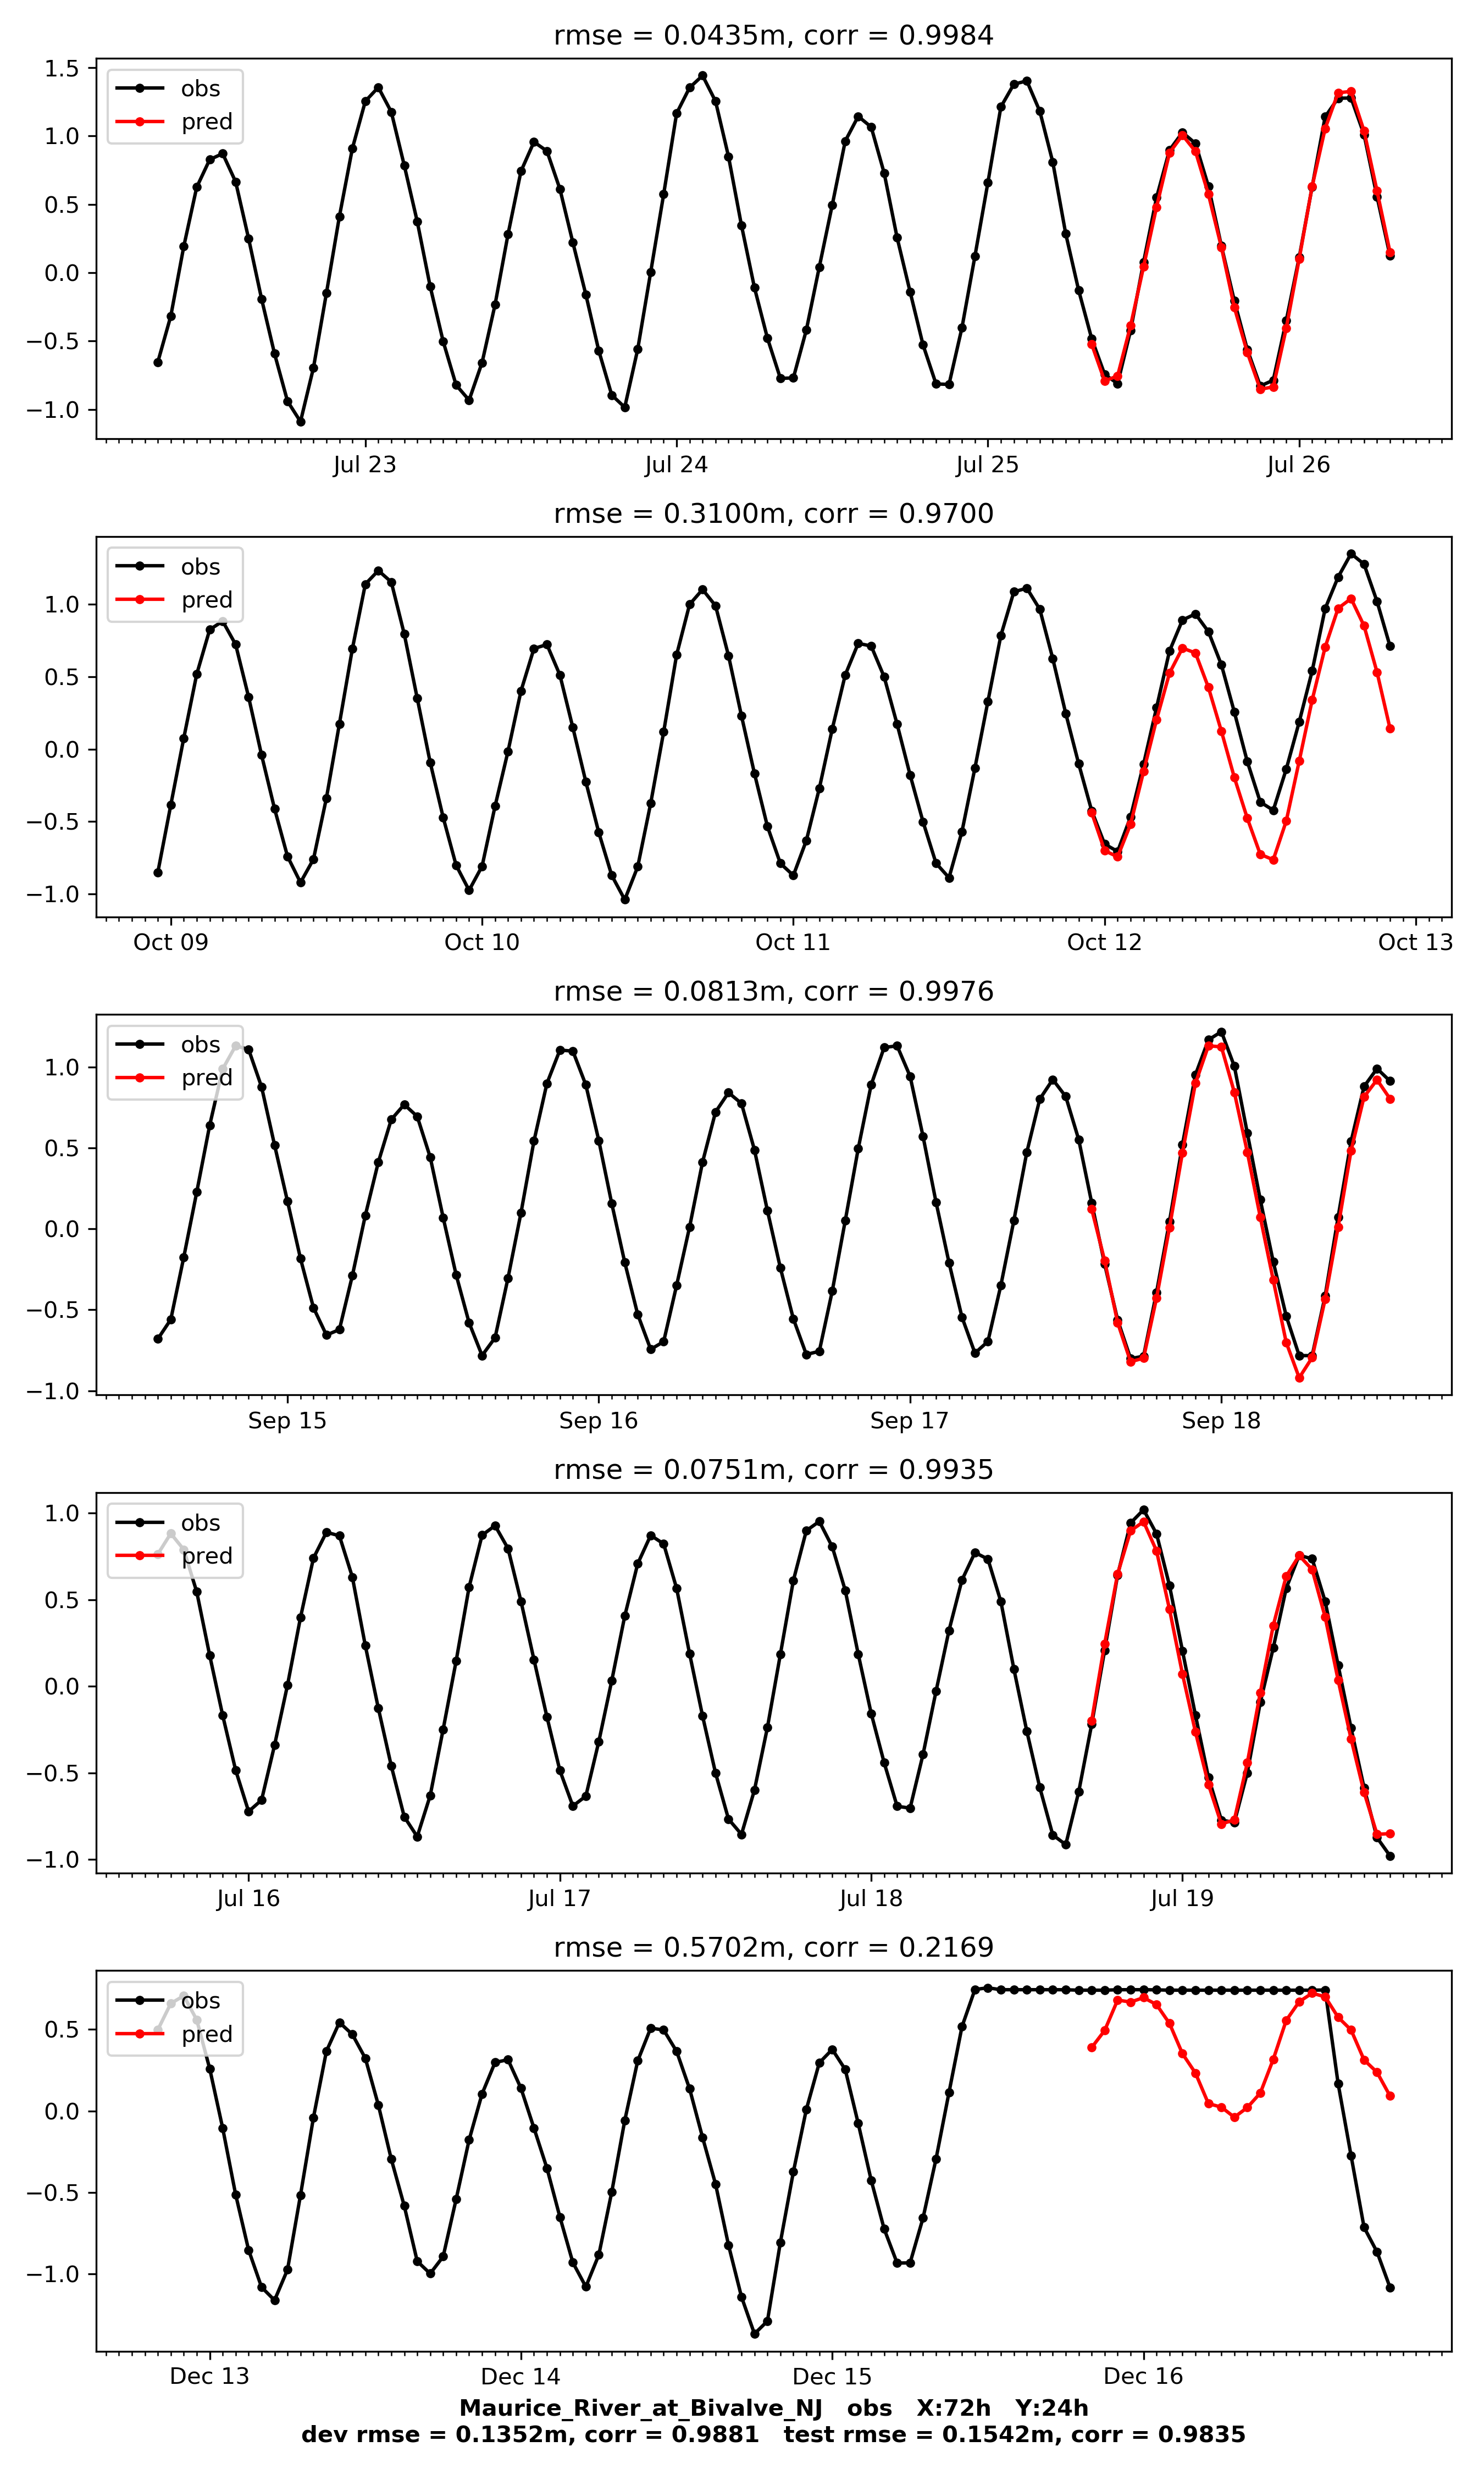 rmse = 0.0435m, corr = 0.9984
obs
pred
1.5
1.0
0.5
0.0
−0.5
−1.0
Jul 23 Jul 24 Jul 25 Jul 26
rmse = 0.3100m, corr = 0.9700
obs
pred
1.0
0.5
0.0
−0.5
−1.0
Oct 09 Oct 10 Oct 11 Oct 12 Oct 13
rmse = 0.0813m, corr = 0.9976
obs
pred
1.0
0.5
0.0
−0.5
−1.0
Sep 15 Sep 16 Sep 17 Sep 18
rmse = 0.0751m, corr = 0.9935
obs
pred
1.0
0.5
0.0
−0.5
−1.0
Jul 16 Jul 17 Jul 18 Jul 19
rmse = 0.5702m, corr = 0.2169
obs
pred
0.5
0.0
−0.5
−1.0
Dec 13 Dec 14 Dec 15 Dec 16
Maurice_River_at_Bivalve_NJ obs X:72h Y:24h
dev rmse = 0.1352m, corr = 0.9881 test rmse = 0.1542m, corr = 0.9835